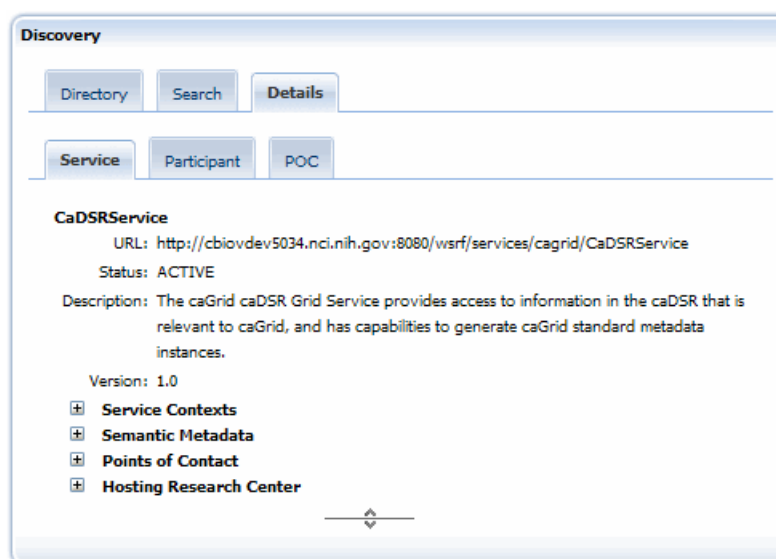 Discovery
Directory Search Details
Service Participant POC
CaDSRService
URL: http://cbiovdev5034.nci.nih.gov:8080/wsrf/services/cagrid/CaDSRService
Status: ACTIVE
Description: The caGrid caDSR Grid Service provides access to information in the caDSR that is
relevant to caGrid, and has capabilities to generate caGrid standard metadata
instances.
Version: 1.0
Service Contexts
Semantic Metadata
Points of Contact
Hosting Research Center